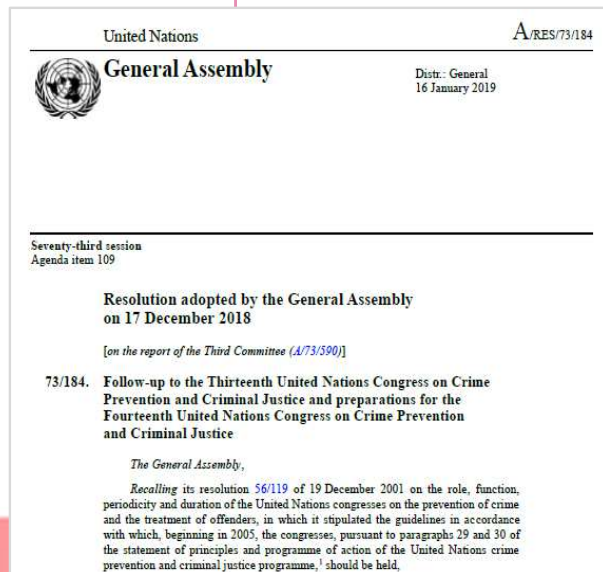 United Nations
A/RES/73/184
General Assembly
Distr.: General
16 January 2019
Seventy-third session
Agenda item 109
Resolution adopted by the General Assembly
on 17 December 2018
[on the report of the Third Committee (A/73/590)]
73/184. Follow-up to the Thirteenth United Nations Congress on Crime
Prevention and Criminal Justice and preparations for the
Fourteenth United Nations Congress on Crime Prevention
and Criminal Justice
The General Assembly,
Recalling its resolution 56/119 of 19 December 2001 on the role, function,
periodicity and duration of the United Nations congresses on the prevention of crime
and the treatment of offenders, in which it stipulated the guidelines in accordance
with which, beginning in 2005, the congresses, pursuant to paragraphs 29 and 30 of
the statement of principles and programme of action of the United Nations crime
prevention and criminal justice programme,¹ should be held,